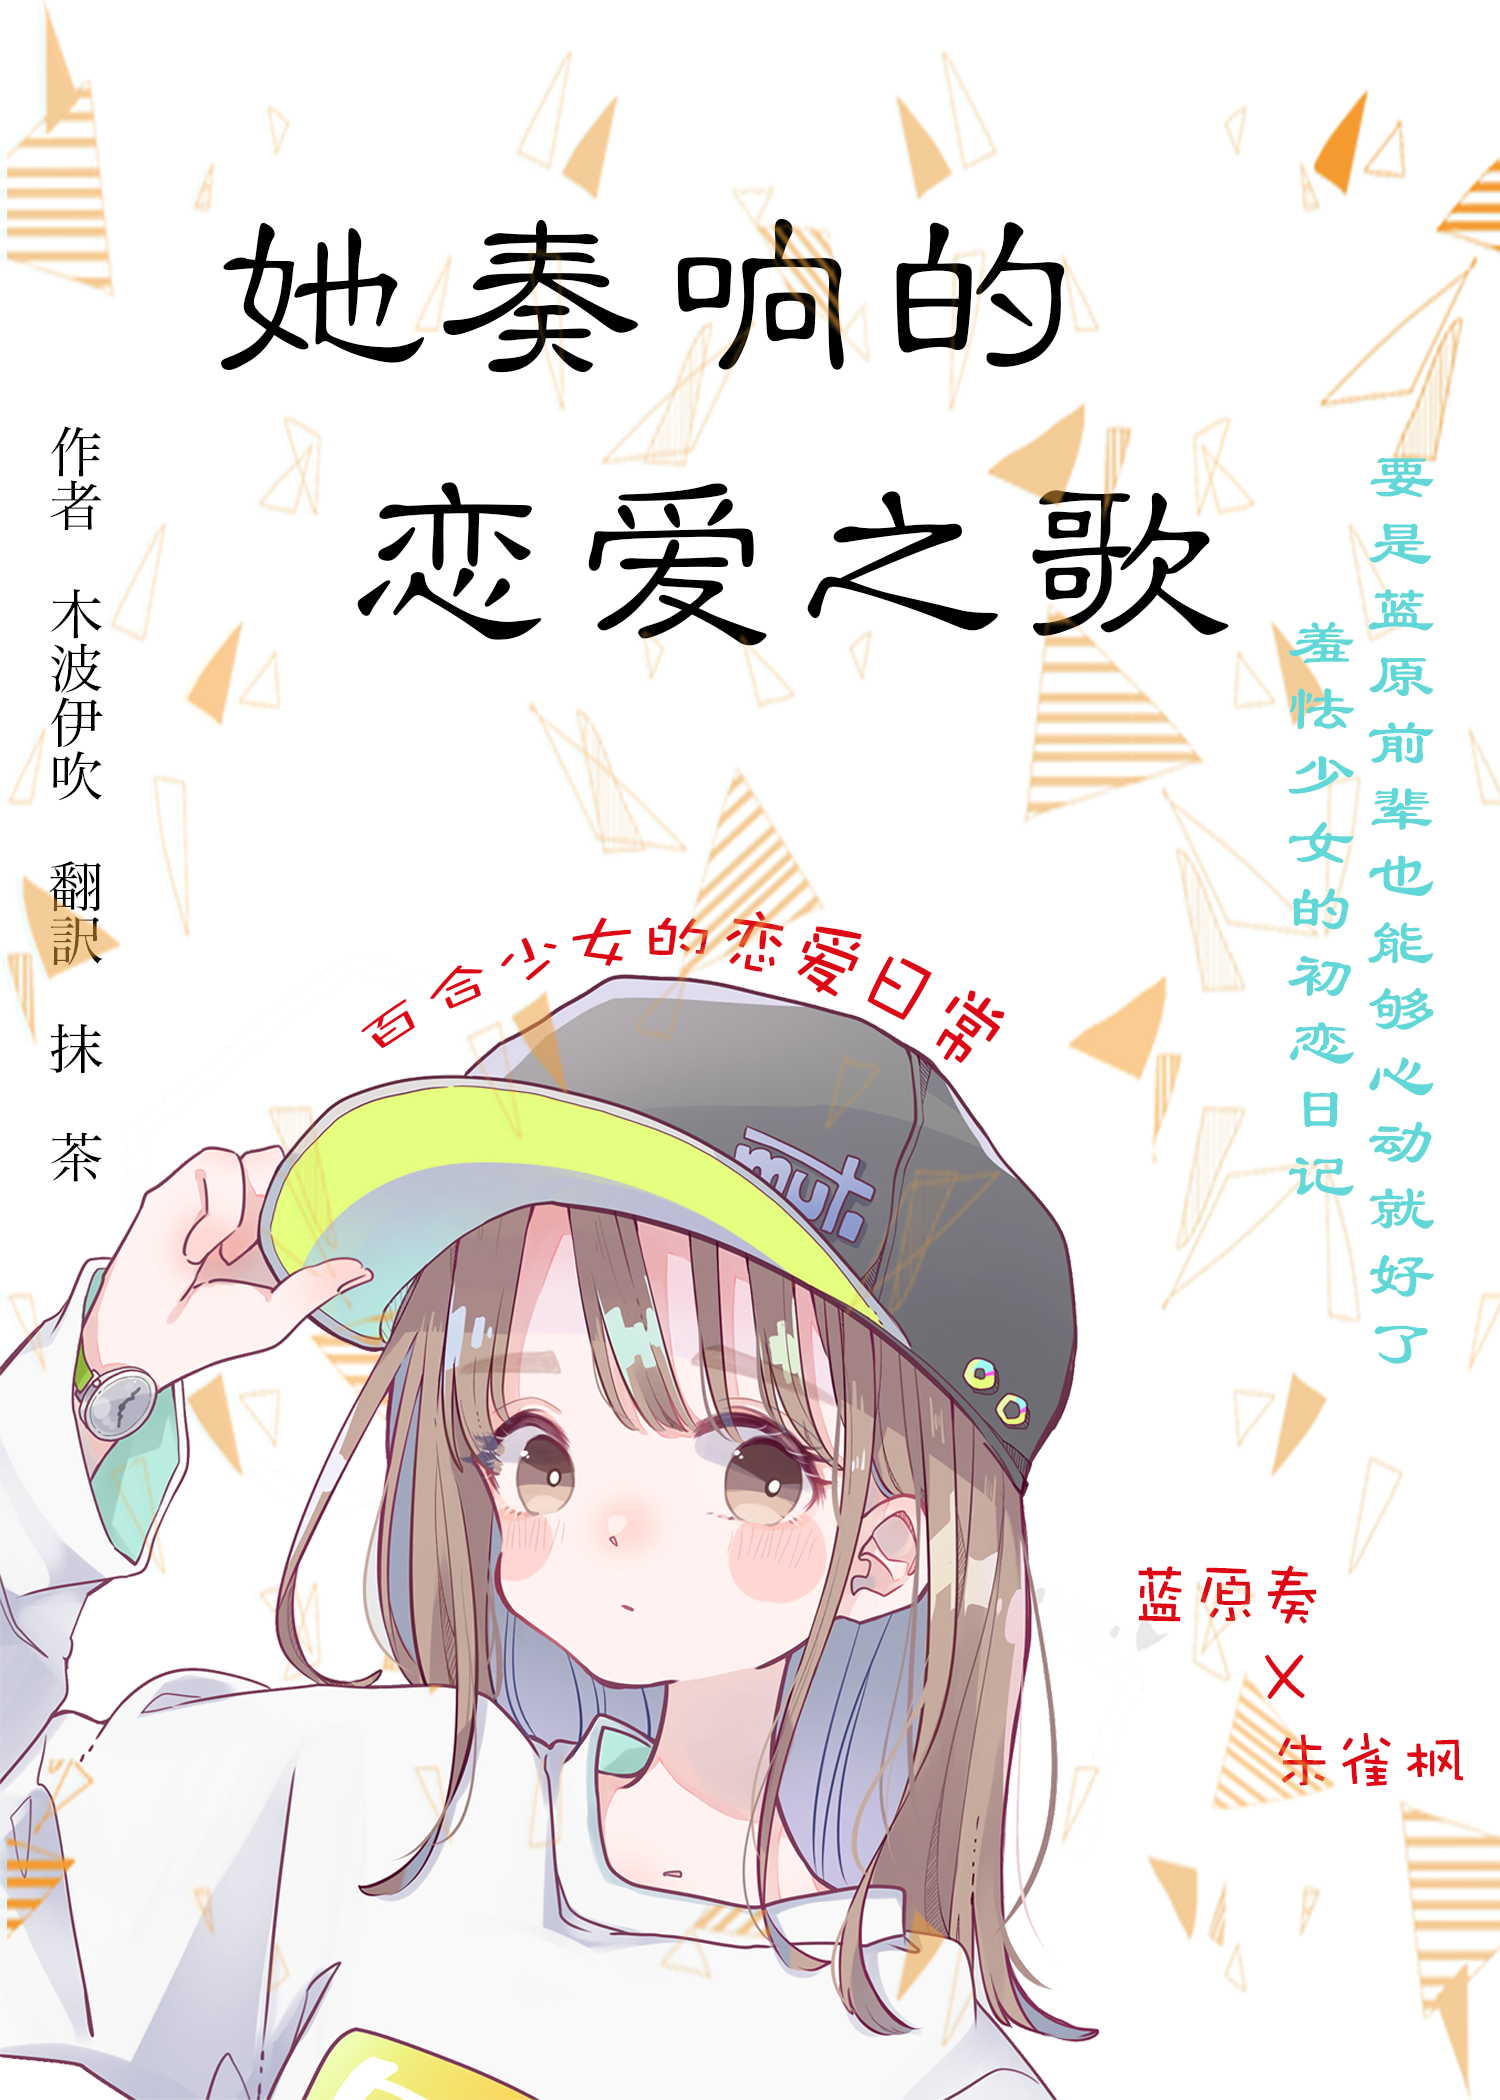 她奏响的
恋爱之歌
要是蓝原前辈也能够心动就好了
羞怯少女的初恋日记
作者 木波伊吹 翻訳 抹 茶
百合少女的恋爱日常
mut.
蓝原奏
X
朱雀枫